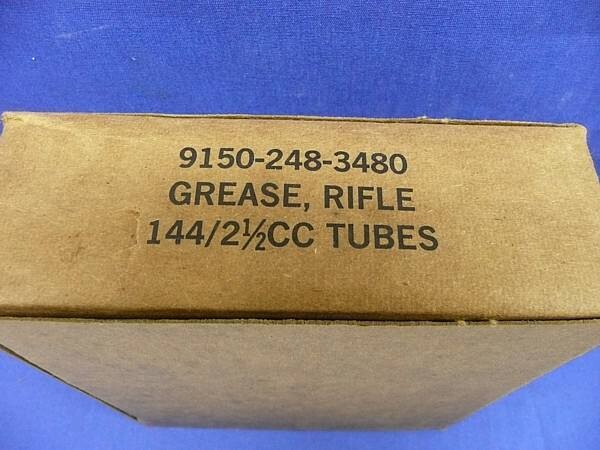 9150-248-3480
GREASE, RIFLE
144/2½CC TUBES